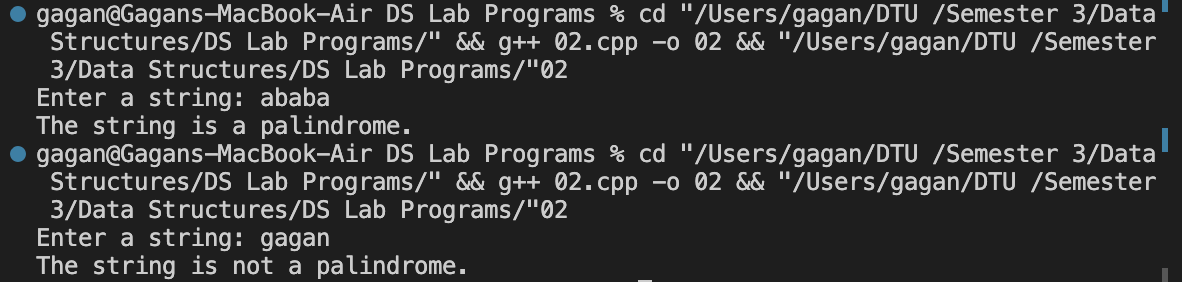 gagan@Gagans-MacBook-Air DS Lab Programs % cd "/Users/gagan/DTU /Semester 3/Data
Structures/DS Lab Programs/" && g++ 02.cpp -o 02 && "/Users/gagan/DTU /Semester
3/Data Structures/DS Lab Programs/"02
Enter a string: ababa
The string is a palindrome.
gagan@Gagans-MacBook-Air DS Lab Programs % cd "/Users/gagan/DTU /Semester 3/Data
Structures/DS Lab Programs/" && g++ 02.cpp -o 02 && "/Users/gagan/DTU /Semester
3/Data Structures/DS Lab Programs/"02
Enter a string: gagan
The string is not a palindrome.